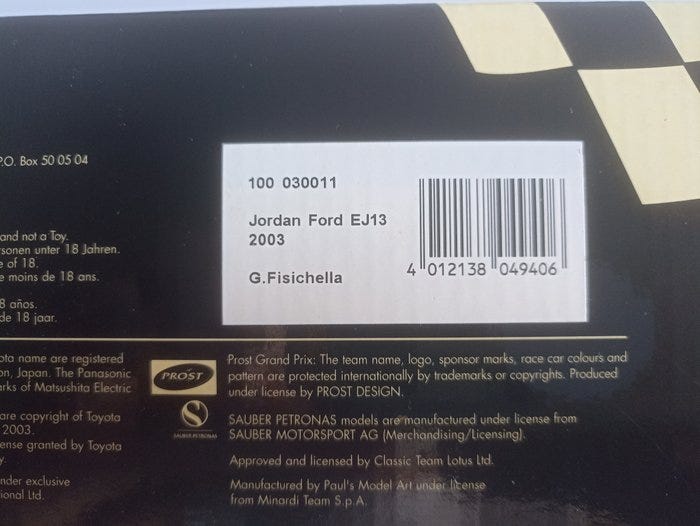 P.O. Box 50 05 04
and not a Toy.
sonen unter 18 Jahren.
e of 18.
e moins de 18 ans.
8 años.
de 18 jaar.
100 030011
Jordan Ford EJ13
2003
G.Fisichella
4 012138 049406
ota name are registered
on, Japan. The Panasonic
arks of Matsushita Electric
are copyright of Toyota
2003.
ense granted by Toyota
y.
nder exclusive
ional Ltd.
PROST
Prost Grand Prix: The team name, logo, sponsor marks, race car colours and
pattern are protected internationally by trademarks or copyrights. Produced
under license by PROST DESIGN.
SAUBER PETRONAS
SAUBER PETRONAS models are manufactured under license from
SAUBER MOTORSPORT AG (Merchandising/Licensing).
Approved and licensed by Classic Team Lotus Ltd.
Manufactured by Paul's Model Art under license
from Minardi Team S.p.A.